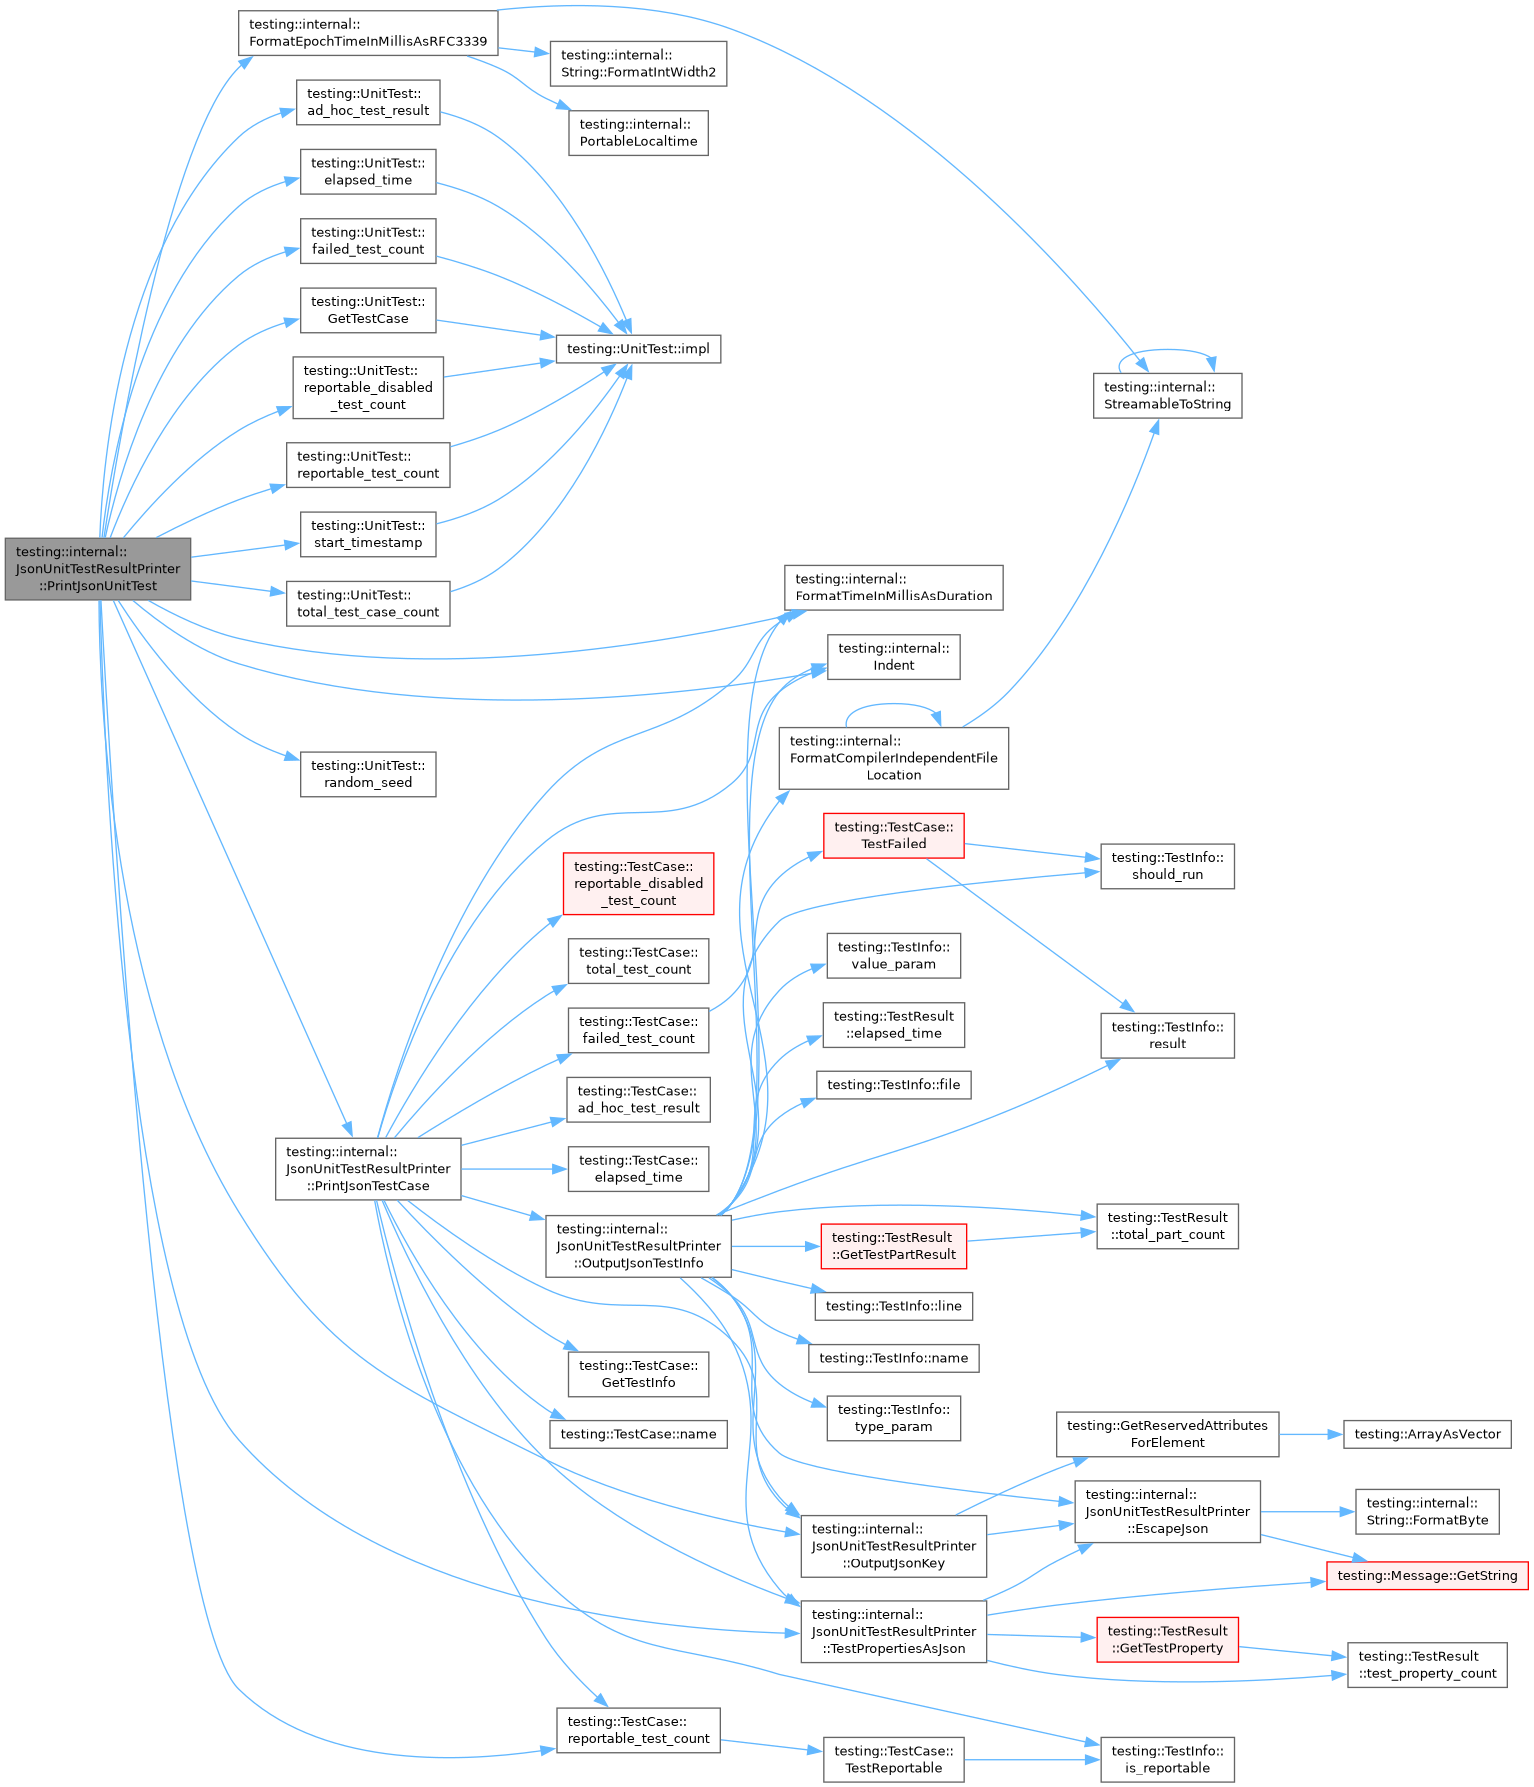 testing::internal::
FormatEpochTimeInMillisAsRFC3339
testing::internal::
String::FormatIntWidth2
testing::UnitTest::
ad_hoc_test_result
testing::internal::
PortableLocaltime
testing::UnitTest::
elapsed_time
testing::UnitTest::
failed_test_count
testing::UnitTest::
GetTestCase
testing::UnitTest::impl
testing::UnitTest::
reportable_disabled
_test_count
testing::internal::
StreamableToString
testing::UnitTest::
reportable_test_count
testing::UnitTest::
start_timestamp
testing::internal::
JsonUnitTestResultPrinter
::PrintJsonUnitTest
testing::UnitTest::
total_test_case_count
testing::internal::
FormatTimeInMillisAsDuration
testing::internal::
Indent
testing::internal::
FormatCompilerIndependentFile
Location
testing::UnitTest::
random_seed
testing::TestCase::
TestFailed
testing::TestInfo::
should_run
testing::TestCase::
reportable_disabled
_test_count
testing::TestCase::
total_test_count
testing::TestInfo::
value_param
testing::TestCase::
failed_test_count
testing::TestResult
::elapsed_time
testing::TestInfo::
result
testing::TestCase::
ad_hoc_test_result
testing::TestInfo::file
testing::internal::
JsonUnitTestResultPrinter
::PrintJsonTestCase
testing::TestCase::
elapsed_time
testing::internal::
JsonUnitTestResultPrinter
::OutputJsonTestInfo
testing::TestResult
::GetTestPartResult
testing::TestResult
::total_part_count
testing::TestInfo::line
testing::TestInfo::name
testing::TestCase::
GetTestInfo
testing::TestInfo::
type_param
testing::TestCase::name
testing::GetReservedAttributes
ForElement
testing::ArrayAsVector
testing::internal::
JsonUnitTestResultPrinter
::EscapeJson
testing::internal::
String::FormatByte
testing::internal::
JsonUnitTestResultPrinter
::OutputJsonKey
testing::Message::GetString
testing::internal::
JsonUnitTestResultPrinter
::TestPropertiesAsJson
testing::TestResult
::GetTestProperty
testing::TestResult
::test_property_count
testing::TestCase::
reportable_test_count
testing::TestCase::
TestReportable
testing::TestInfo::
is_reportable